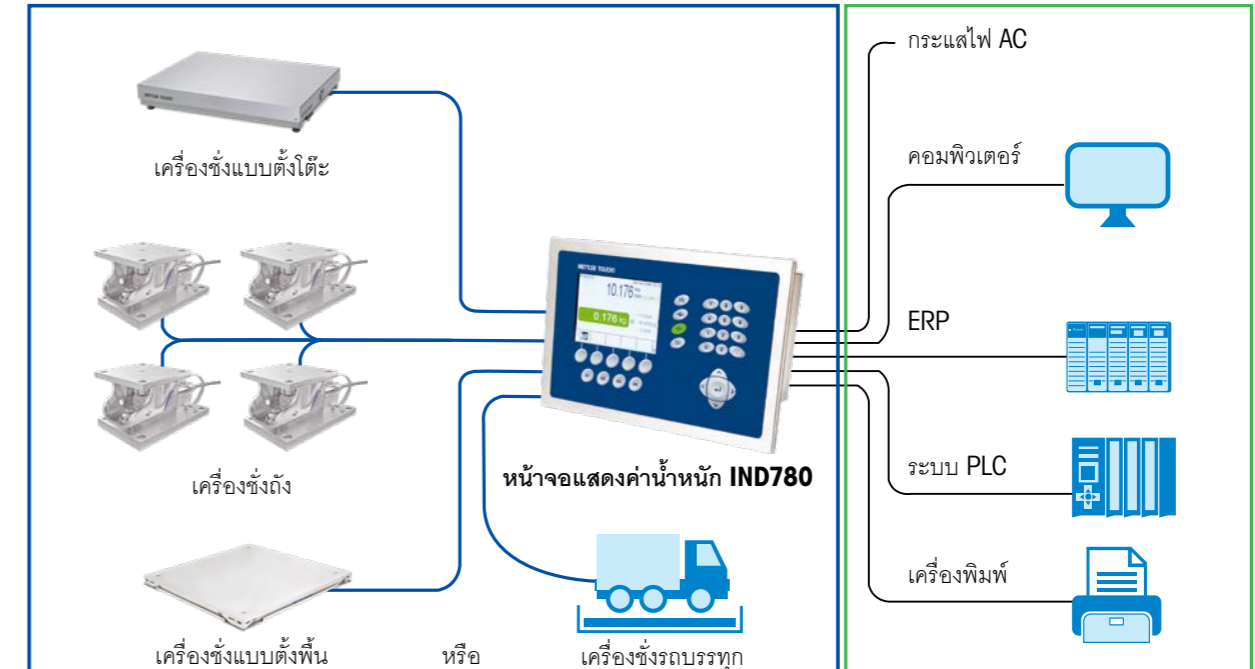 กระแสไฟ AC
METTLER TOLEDO
เครื่องชั่งแบบตั้งโต๊ะ
คอมพิวเตอร์
METTLER TOLEDO
10.176 kg
0.176 kg
ERP
เครื่องชั่งถัง
หน้าจอแสดงค่าน้ำหนัก IND780
ระบบ PLC
เครื่องพิมพ์
เครื่องชั่งแบบตั้งพื้น
หรือ
เครื่องชั่งรถบรรทุก